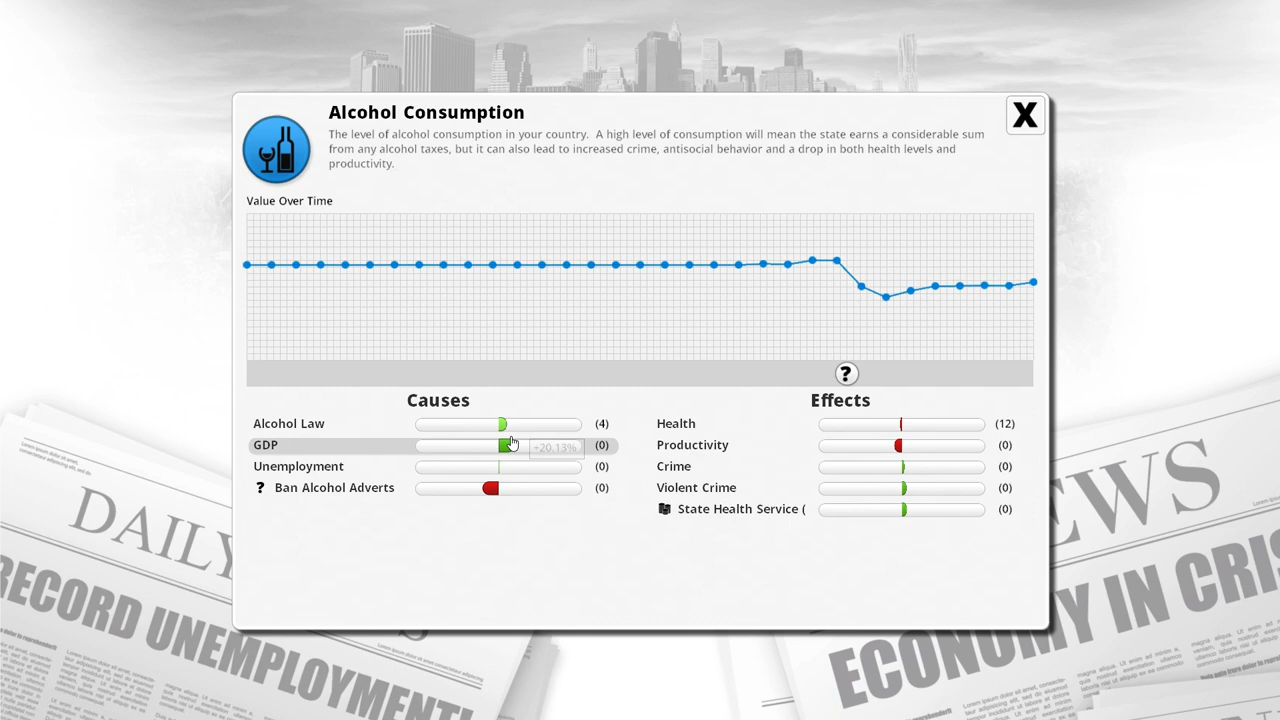 Alcohol Consumption
X
The level of alcohol consumption in your country.  A high level of consumption will mean the state earns a considerable sum
from any alcohol taxes, but it can also lead to increased crime, antisocial behavior and a drop in both health levels and
productivity.
Value Over Time
?
Causes
Effects
Alcohol Law (4)
Health (12)
GDP +20.13% (0)
Productivity (0)
Unemployment (0)
Crime (0)
? Ban Alcohol Adverts (0)
Violent Crime (0)
State Health Service ( (0)
DAILY
EWS
RECORD UNEMPLOYMENT!
ECONOMY IN CRIS